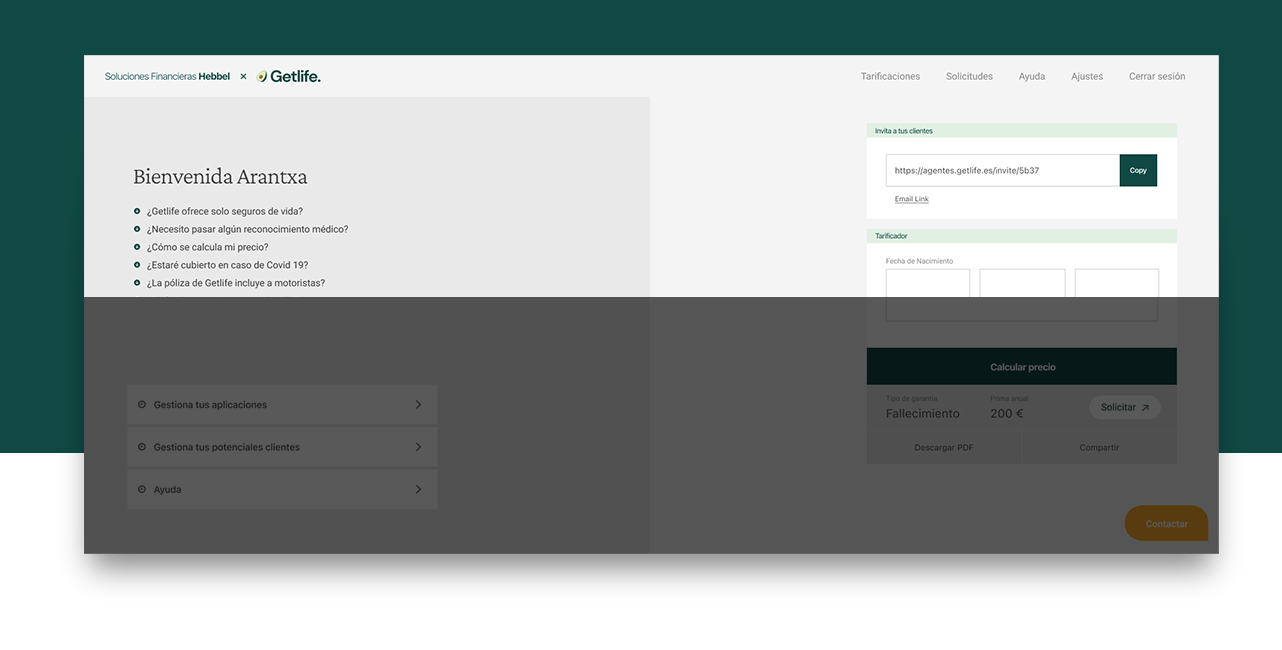 Soluciones Financieras Hebbel × Getlife.
Tarificaciones Solicitudes Ayuda Ajustes Cerrar sesión
Bienvenida Arantxa
¿Getlife ofrece solo seguros de vida?
¿Necesito pasar algún reconocimiento médico?
¿Cómo se calcula mi precio?
¿Estaré cubierto en caso de Covid 19?
¿La póliza de Getlife incluye a motoristas?
Gestiona tus aplicaciones
Gestiona tus potenciales clientes
Ayuda
Invita a tus clientes
https://agentes.getlife.es/invite/5b37 Copy
Email Link
Tarificador
Fecha de Nacimiento
Calcular precio
Tipo de garantía Prima anual
Fallecimiento 200 € Solicitar
Descargar PDF Compartir
Contactar